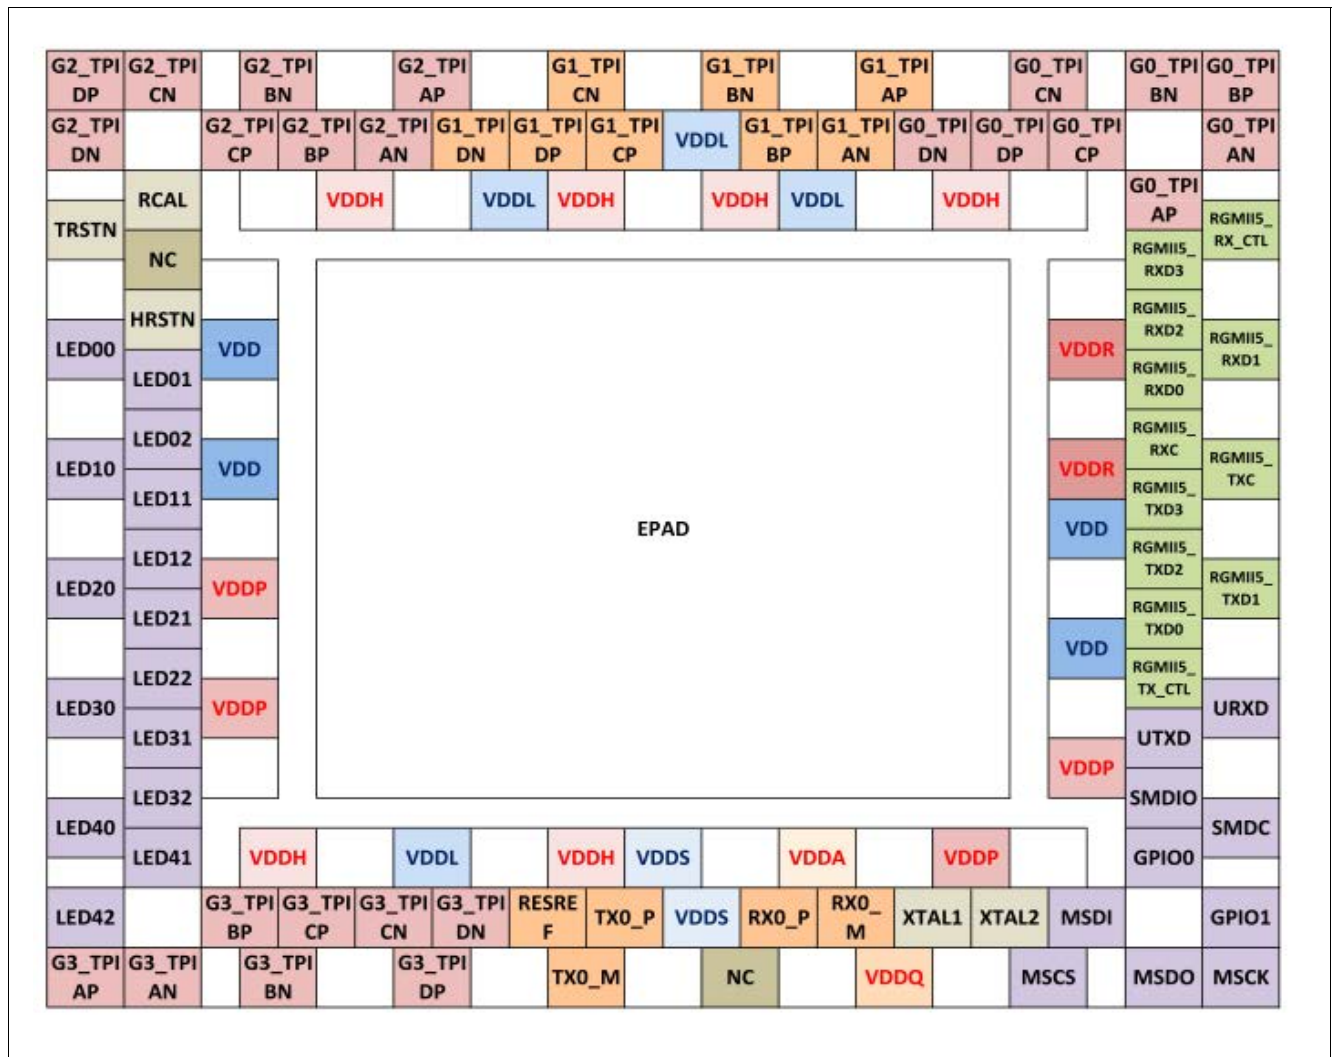 G2_TPI G2_TPI G2_TPI G2_TPI G1_TPI G1_TPI G1_TPI G0_TPI G0_TPI G0_TPI
DP CN BN AP CN BN AP CN BN BP
G2_TPI G2_TPI G2_TPI G2_TPI G1_TPI G1_TPI G1_TPI VDDL G1_TPI G1_TPI G0_TPI G0_TPI G0_TPI G0_TPI
DN CP BP AN DN DP CP BP AN DN DP CP AN
RCAL VDDH VDDL VDDH VDDH VDDL VDDH G0_TPI
AP
TRSTN RGMII5_
RX_CTL
NC RGMII5_
RXD3
HRSTN RGMII5_
RXD2
LED00 VDD VDDR RGMII5_
RXD1
LED01 RGMII5_
RXD0
LED02 RGMII5_
RXC
LED10 VDD VDDR RGMII5_
TXC
LED11 RGMII5_
TXD3
EPAD VDD
LED12 RGMII5_
TXD2
LED20 VDDP RGMII5_
TXD1
LED21 RGMII5_
TXD0
VDD
LED22 RGMII5_
TX_CTL
LED30 VDDP URXD
LED31 UTXD
VDDP
LED32 SMDIO
LED40 SMDC
LED41 VDDH VDDL VDDH VDDS VDDA VDDP GPIO0
LED42 G3_TPI G3_TPI G3_TPI G3_TPI RESRE TX0_P VDDS RX0_P RX0_ XTAL1 XTAL2 MSDI GPIO1
BP CP CN DN F M
G3_TPI G3_TPI G3_TPI G3_TPI TX0_M NC VDDQ MSCS MSDO MSCK
AP AN BN DP